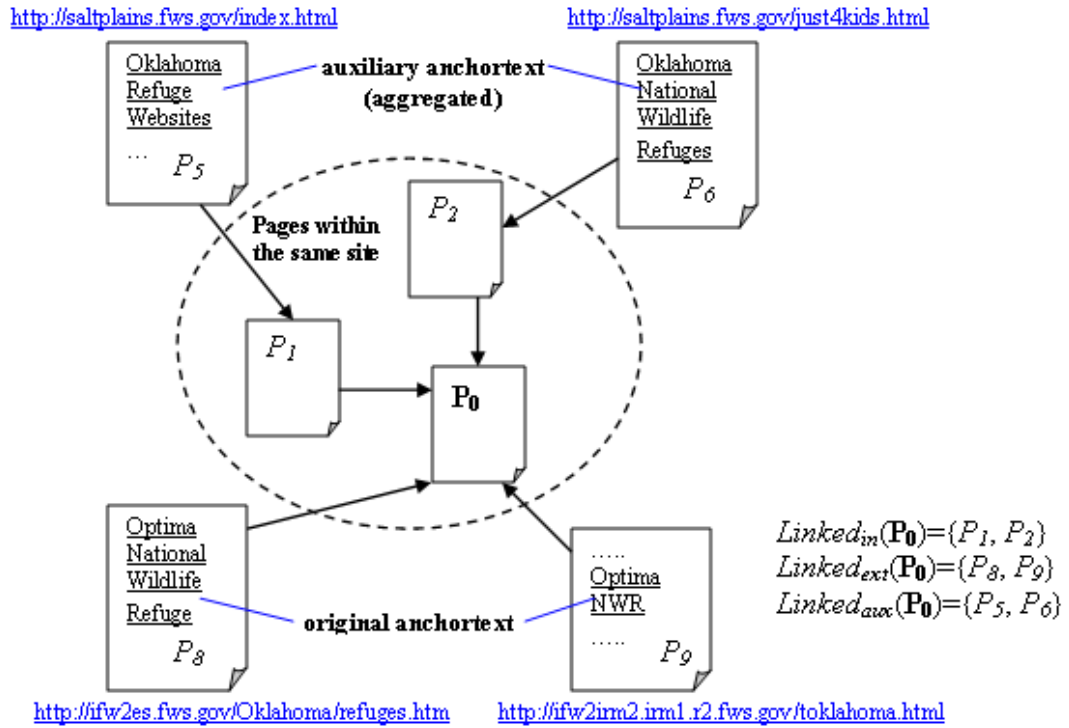 http://saltplains.fws.gov/index.html
http://saltplains.fws.gov/just4kids.html
Oklahoma
Refuge
Websites
...
P5
auxiliary anchortext
(aggregated)
Oklahoma
National
Wildlife
Refuges
P6
Pages within
the same site
P2
P1
P0
Optima
National
Wildlife
Refuge
P8
original anchortext
.....
Optima
NWR
.....
P9
Linkedin(P0)={P1, P2}
Linkedext(P0)={P8, P9}
Linkedaux(P0)={P5, P6}
http://ifw2es.fws.gov/Oklahoma/refuges.htm
http://ifw2irm2.irm1.r2.fws.gov/toklahoma.html